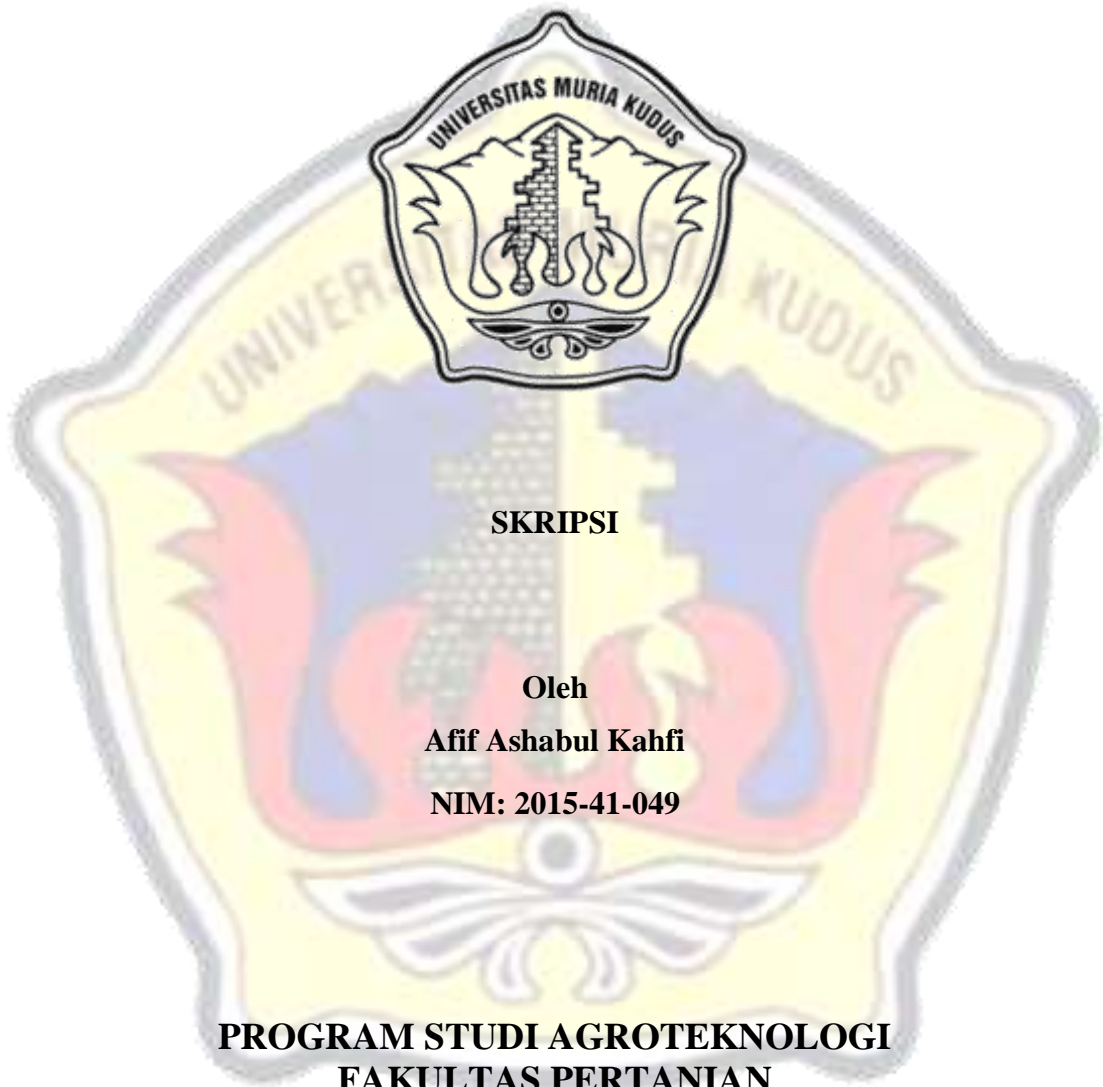 UNIVERSITAS MURIA KUDUS
SKRIPSI
Oleh
Afif Ashabul Kahfi
NIM: 2015-41-049
PROGRAM STUDI AGROTEKNOLOGI
FAKULTAS PERTANIAN